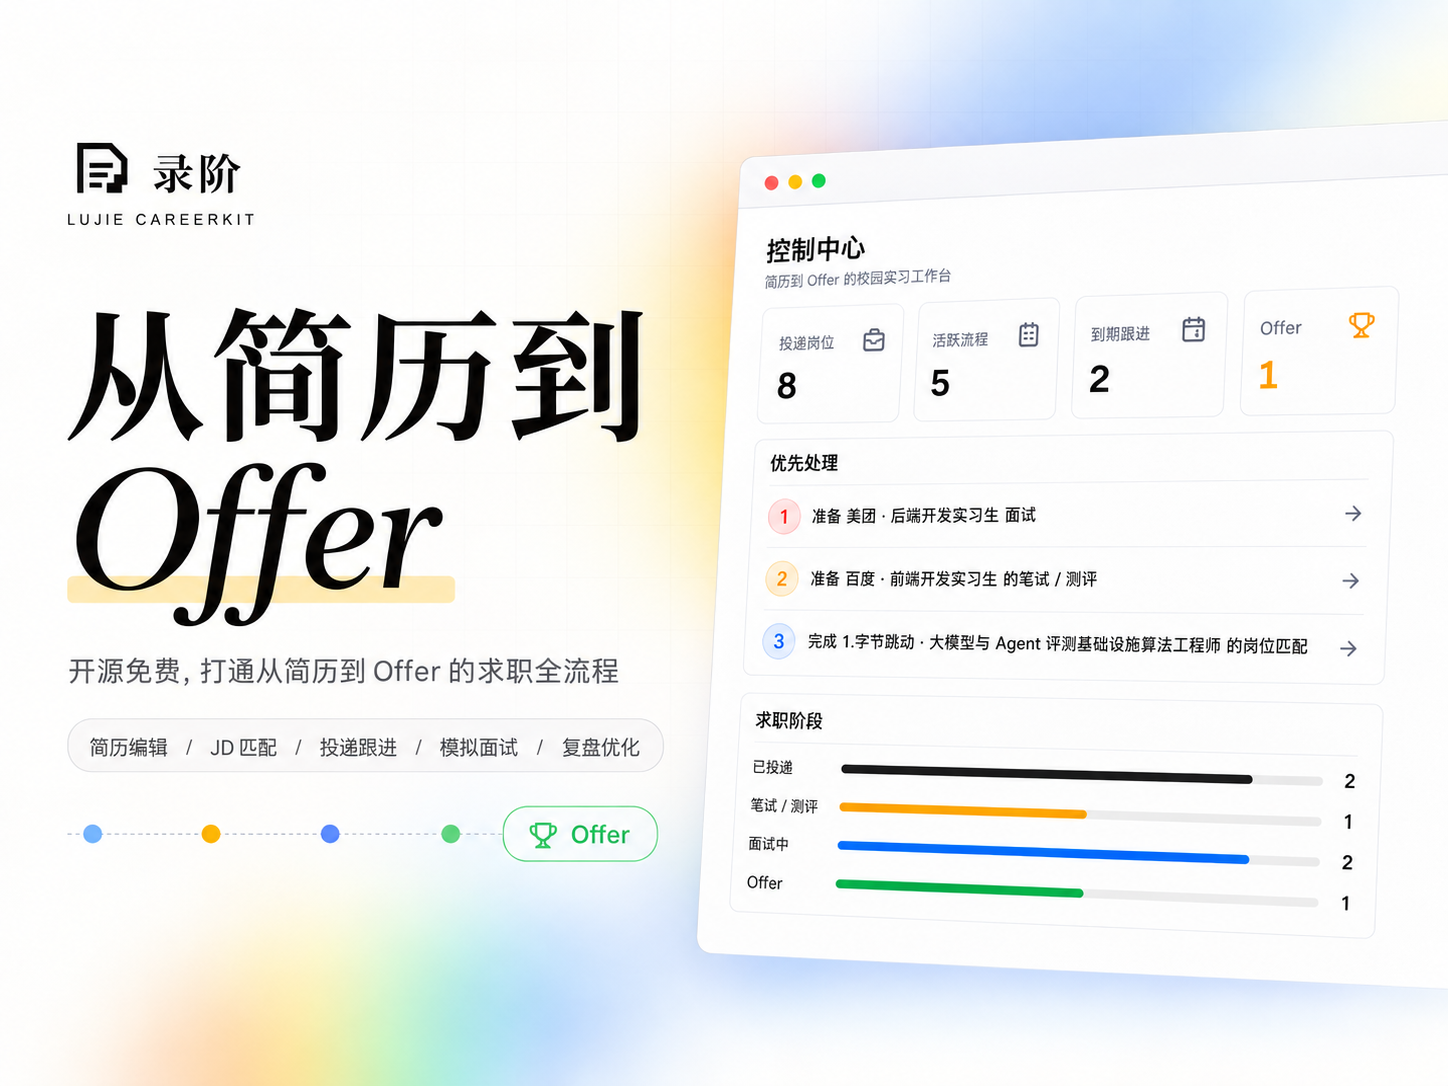 录阶
LUJIE CAREERKIT
从简历到
Offer
开源免费, 打通从简历到 Offer 的求职全流程
简历编辑 / JD 匹配 / 投递跟进 / 模拟面试 / 复盘优化
Offer
控制中心
简历到 Offer 的校园实习工作台
投递岗位
8
活跃流程
5
到期跟进
2
Offer
1
优先处理
1 准备 美团 · 后端开发实习生 面试
2 准备 百度 · 前端开发实习生 的笔试 / 测评
3 完成 1.字节跳动 · 大模型与 Agent 评测基础设施算法工程师 的岗位匹配
求职阶段
已投递 2
笔试 / 测评 1
面试中 2
Offer 1